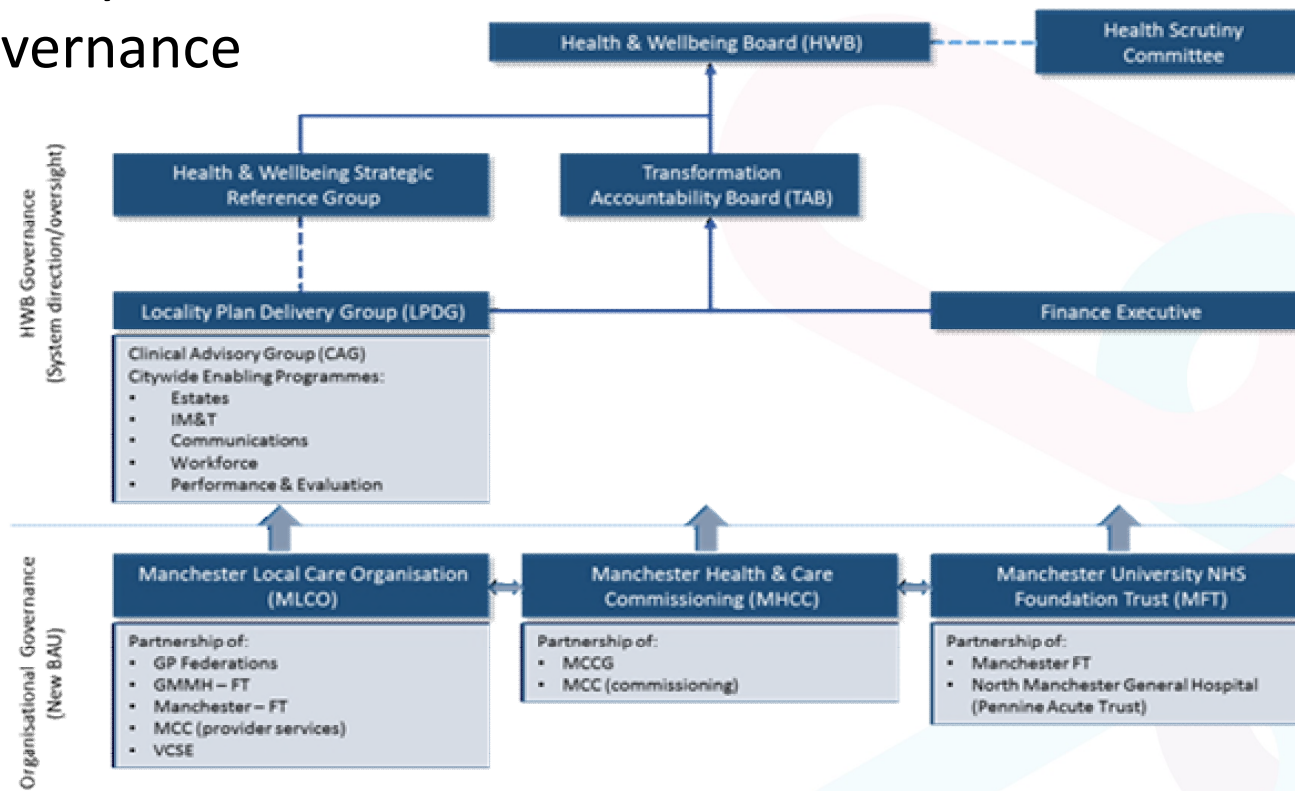 vernance
Health & Wellbeing Board (HWB)
Health Scrutiny
Committee
HWB Governance
(System direction/oversight)
Health & Wellbeing Strategic
Reference Group
Transformation
Accountability Board (TAB)
Locality Plan Delivery Group (LPDG)
Finance Executive
Clinical Advisory Group (CAG)
Citywide Enabling Programmes:
• Estates
• IM&T
• Communications
• Workforce
• Performance & Evaluation
Organisational Governance
(New BAU)
Manchester Local Care Organisation
(MLCO)
Partnership of:
• GP Federations
• GMMH – FT
• Manchester – FT
• MCC (provider services)
• VCSE
Manchester Health & Care
Commissioning (MHCC)
Partnership of:
• MCCG
• MCC (commissioning)
Manchester University NHS
Foundation Trust (MFT)
Partnership of:
• Manchester FT
• North Manchester General Hospital
(Pennine Acute Trust)